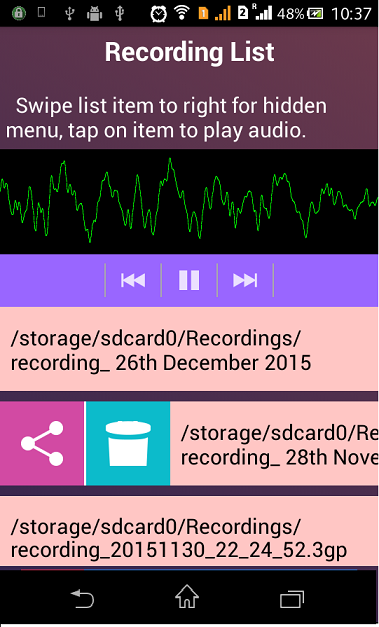 1 2 R 48% 10:37
Recording List
Swipe list item to right for hidden
menu, tap on item to play audio.
/storage/sdcard0/Recordings/
recording_ 26th December 2015
/storage/sdcard0/Re
recording_ 28th Nove
/storage/sdcard0/Recordings/
recording_20151130_22_24_52.3gp